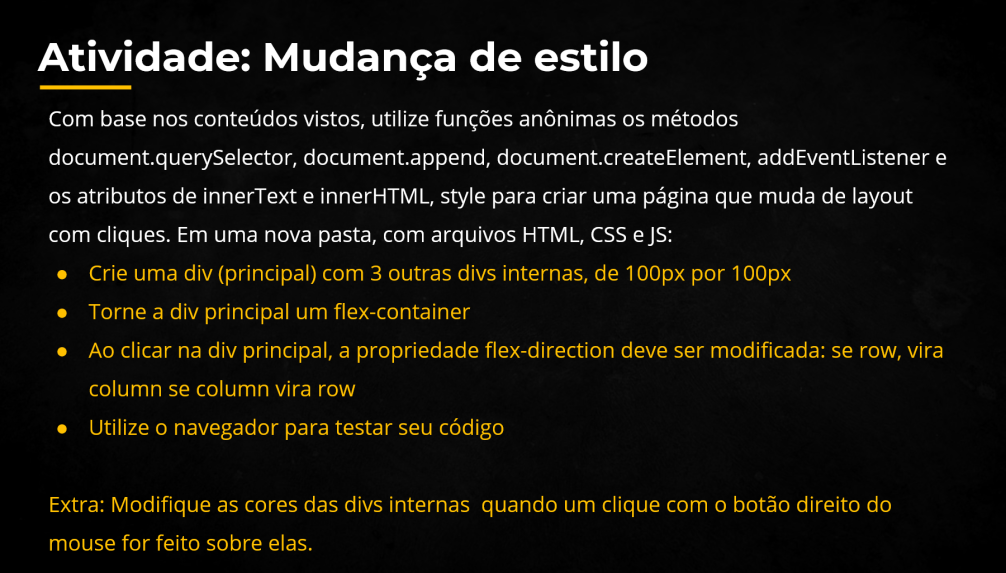 Atividade: Mudança de estilo
Com base nos conteúdos vistos, utilize funções anônimas os métodos
document.querySelector, document.append, document.createElement, addEventListener e
os atributos de innerText e innerHTML, style para criar uma página que muda de layout
com cliques. Em uma nova pasta, com arquivos HTML, CSS e JS:
● Crie uma div (principal) com 3 outras divs internas, de 100px por 100px
● Torne a div principal um flex-container
● Ao clicar na div principal, a propriedade flex-direction deve ser modificada: se row, vira
column se column vira row
● Utilize o navegador para testar seu código
Extra: Modifique as cores das divs internas  quando um clique com o botão direito do
mouse for feito sobre elas.